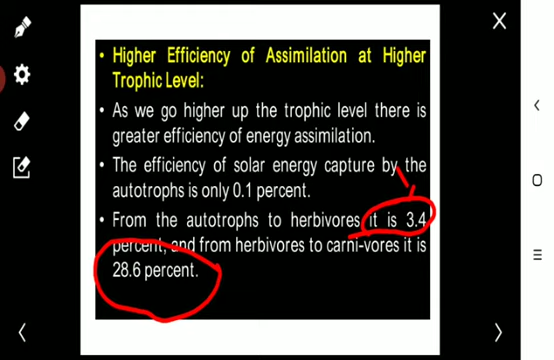 • Higher Efficiency of Assimilation at Higher
Trophic Level:
• As we go higher up the trophic level there is
greater efficiency of energy assimilation.
• The efficiency of solar energy capture by the
autotrophs is only 0.1 percent.
• From the autotrophs to herbivores it is 3.4
percent, and from herbivores to carni-vores it is
28.6 percent.